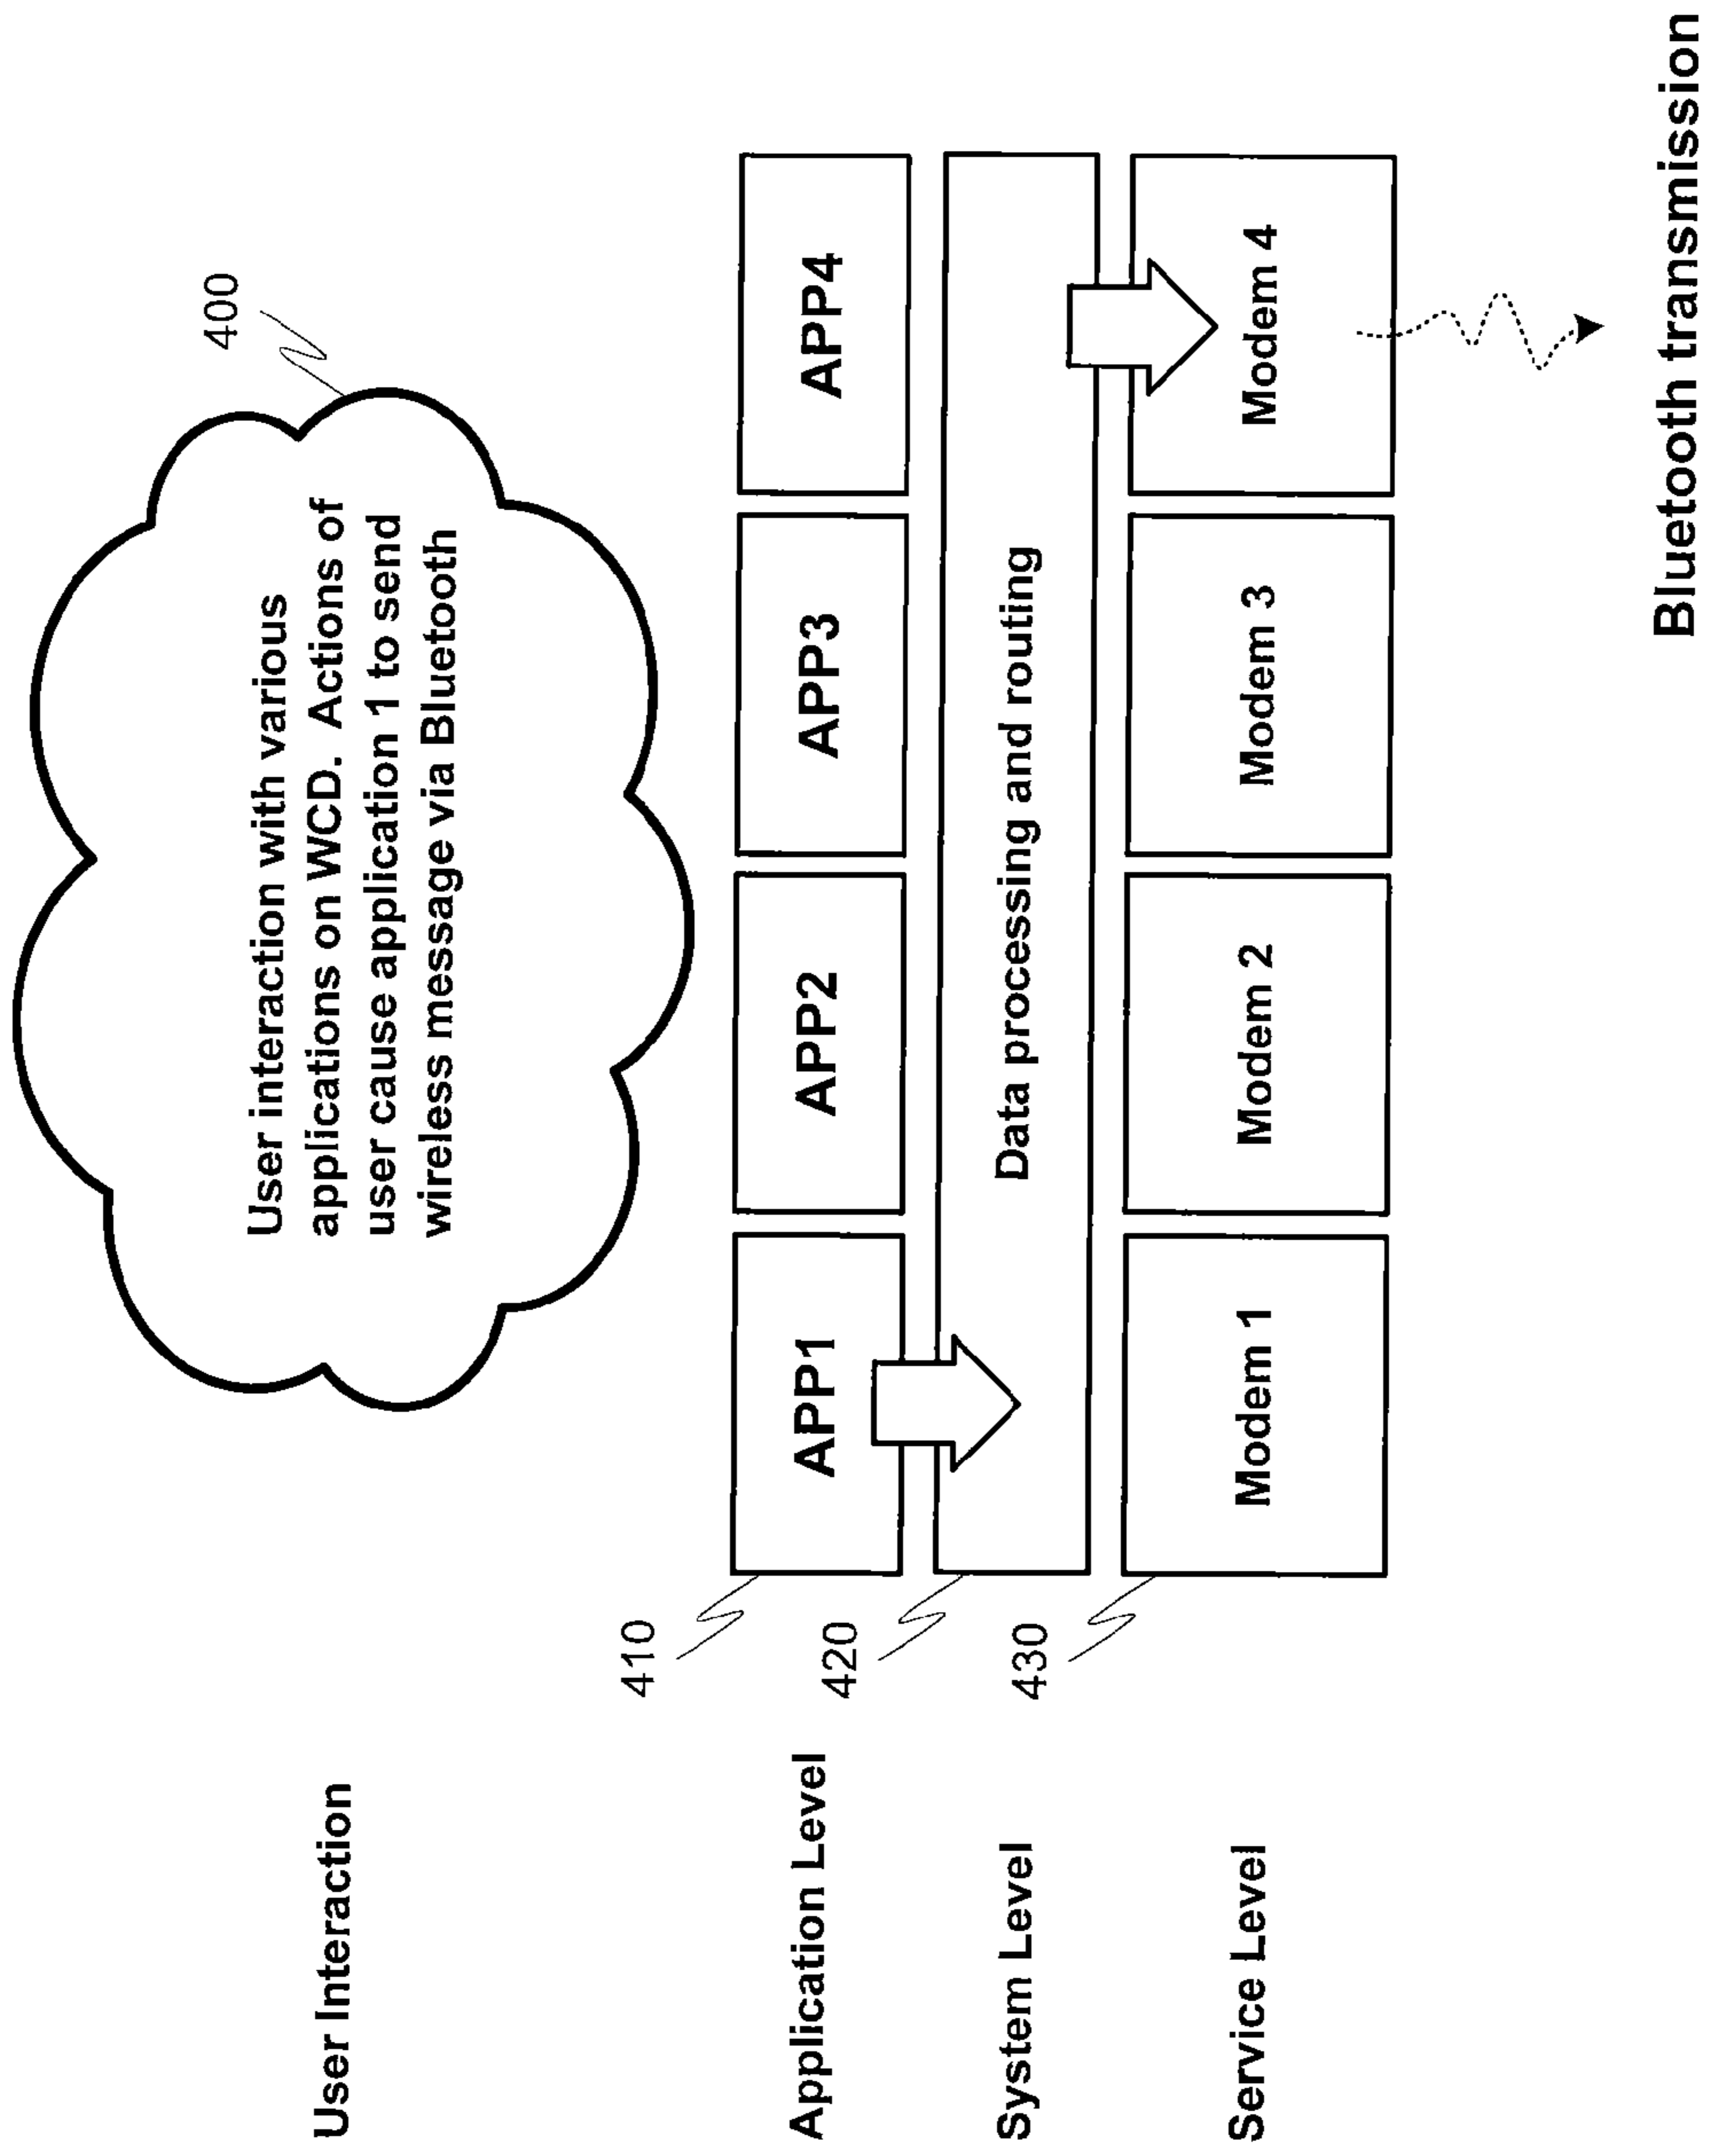 400
User Interaction
User interaction with various
applications on WCD. Actions of
user cause application 1 to send
wireless message via Bluetooth
410
Application Level
APP1
APP2
APP3
APP4
420
System Level
Data processing and routing
430
Service Level
Modem 1
Modem 2
Modem 3
Modem 4
Bluetooth transmission